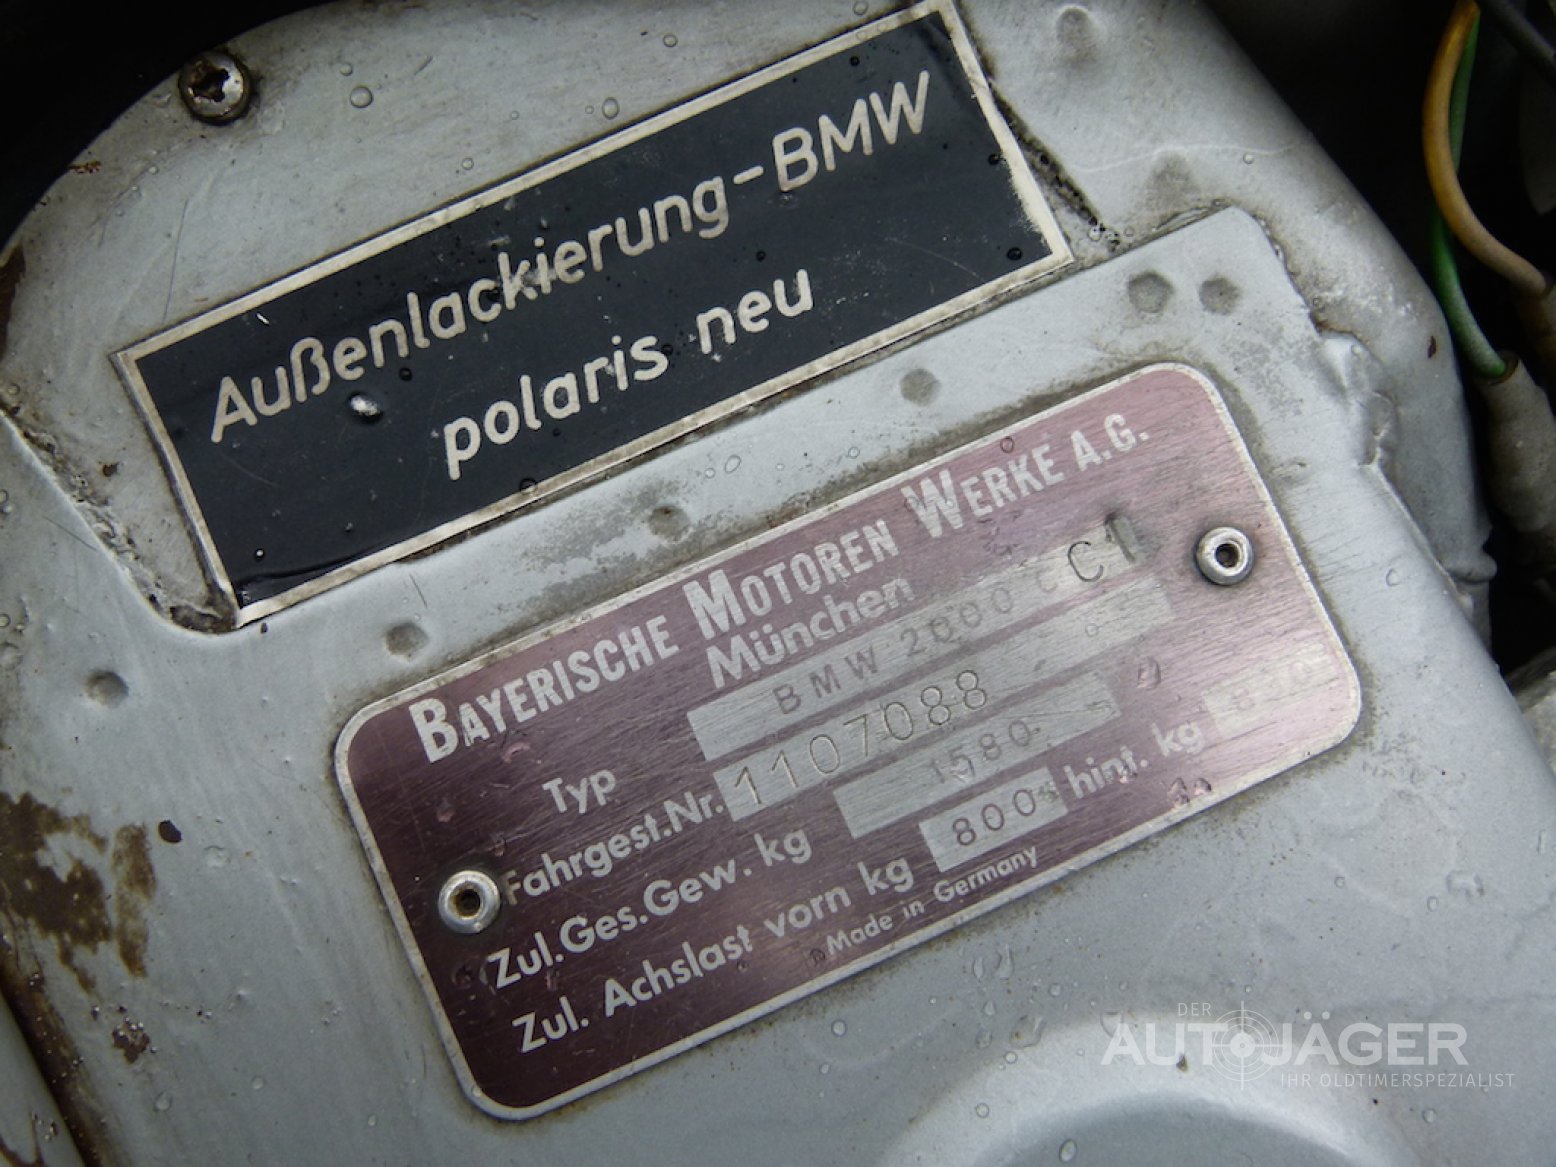 Außenlackierung-BMW
polaris neu
BAYERISCHE MOTOREN WERKE A.G.
München
Typ BMW 2000 C C1
Fahrgest.Nr. 1107088
Zul.Ges.Gew. kg 1580
Zul. Achslast vorn kg 800 hint. kg
Made in Germany
DER
AUTOJÄGER
IHR OLDTIMERSPEZIALIST